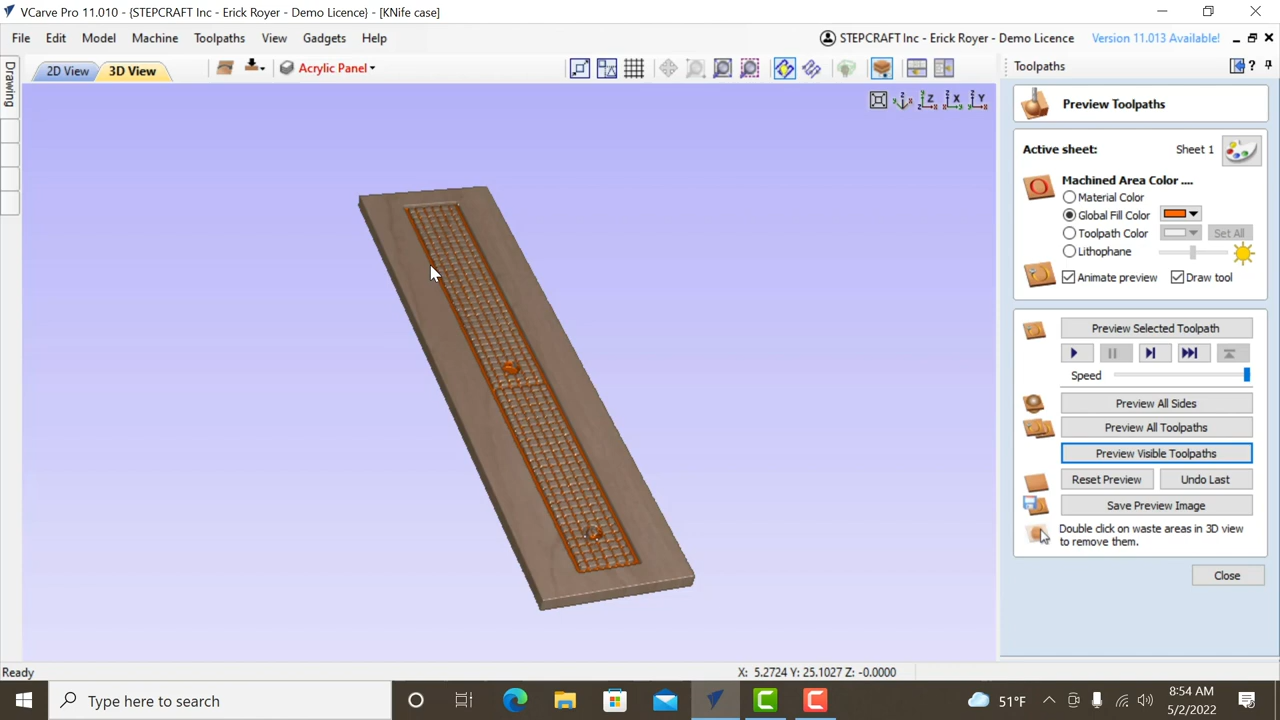 VCarve Pro 11.010 - {STEPCRAFT Inc - Erick Royer - Demo Licence} - [KNife case]
File Edit Model Machine Toolpaths View Gadgets Help
STEPCRAFT Inc - Erick Royer - Demo Licence Version 11.013 Available!
Drawing
2D View 3D View Acrylic Panel
Toolpaths
Z X Y
Preview Toolpaths
Active sheet: Sheet 1
Machined Area Color ....
Material Color
Global Fill Color
Toolpath Color Set All
Lithophane
Animate preview Draw tool
Preview Selected Toolpath
Speed
Preview All Sides
Preview All Toolpaths
Preview Visible Toolpaths
Reset Preview Undo Last
Save Preview Image
Double click on waste areas in 3D view
to remove them.
Close
Ready X: 5.2724 Y: 25.1027 Z: -0.0000
Type here to search
51°F
8:54 AM
5/2/2022